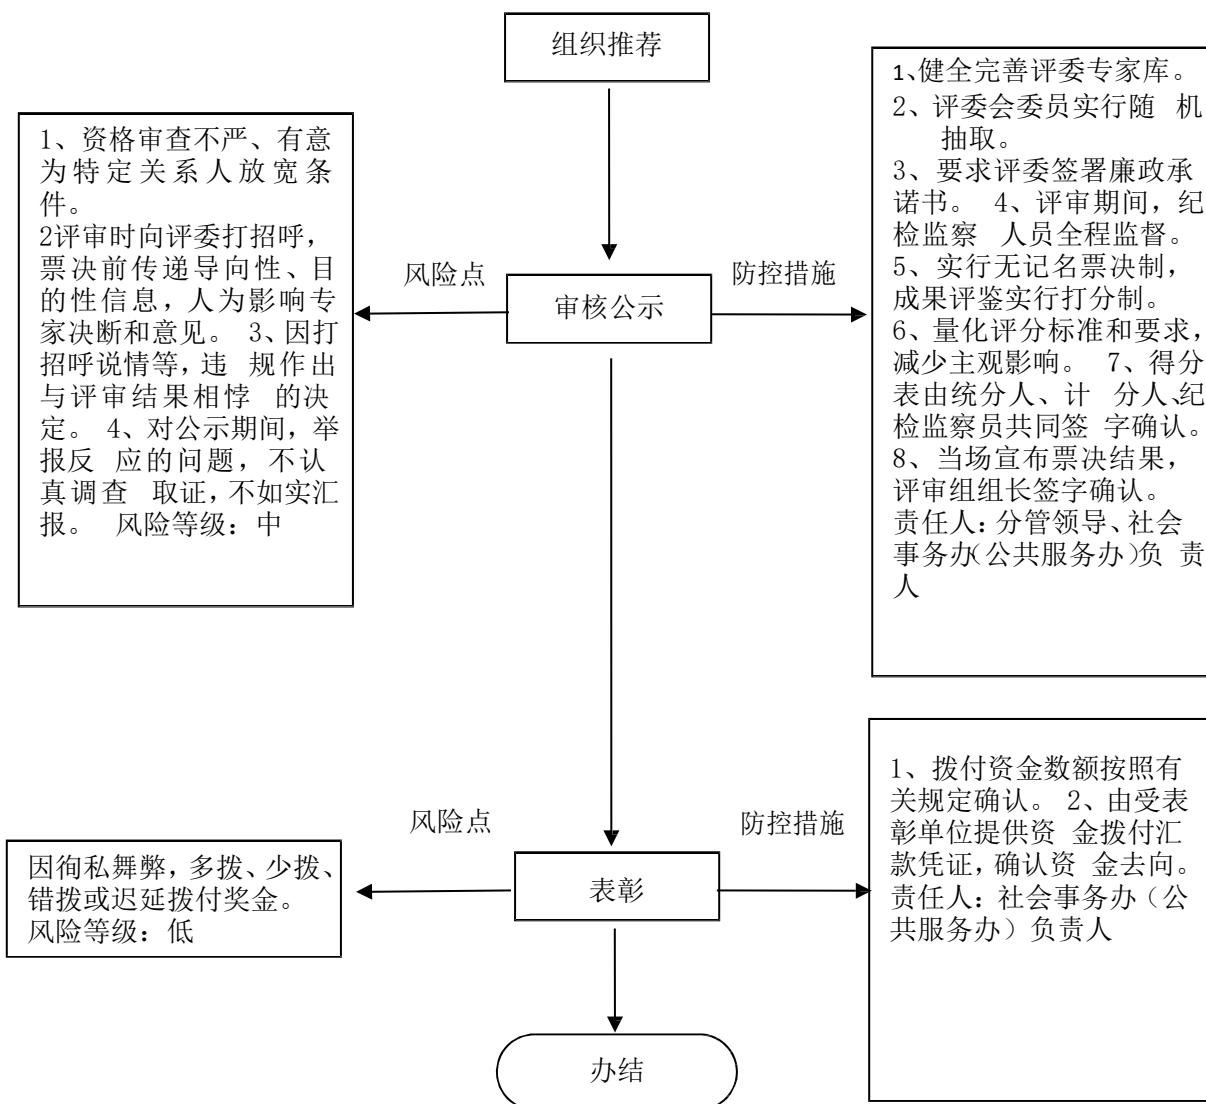 组织推荐
1、资格审查不严、有意
为特定关系人放宽条
件。
2评审时向评委打招呼，
票决前传递导向性、目
的性信息，人为影响专
家决断和意见。 3、因打
招呼说情等，违 规作出
与评审结果相悖 的决
定。 4、对公示期间，举
报反 应的问题，不认
真调查 取证，不如实汇
报。 风险等级：中
风险点
审核公示
防控措施
1、健全完善评委专家库。
2、评委会委员实行随 机
抽取。
3、要求评委签署廉政承
诺书。 4、评审期间，纪
检监察 人员全程监督。
5、实行无记名票决制，
成果评鉴实行打分制。
6、量化评分标准和要求，
减少主观影响。 7、得分
表由统分人、计 分人、纪
检监察员共同签 字确认。
8、当场宣布票决结果，
评审组组长签字确认。
责任人：分管领导、社会
事务办（公共服务办）负 责
人
因徇私舞弊，多拨、少拨、
错拨或迟延拨付奖金。
风险等级：低
风险点
表彰
防控措施
1、拨付资金数额按照有
关规定确认。 2、由受表
彰单位提供资 金拨付汇
款凭证，确认资 金去向。
责任人：社会事务办（公
共服务办）负责人
办结